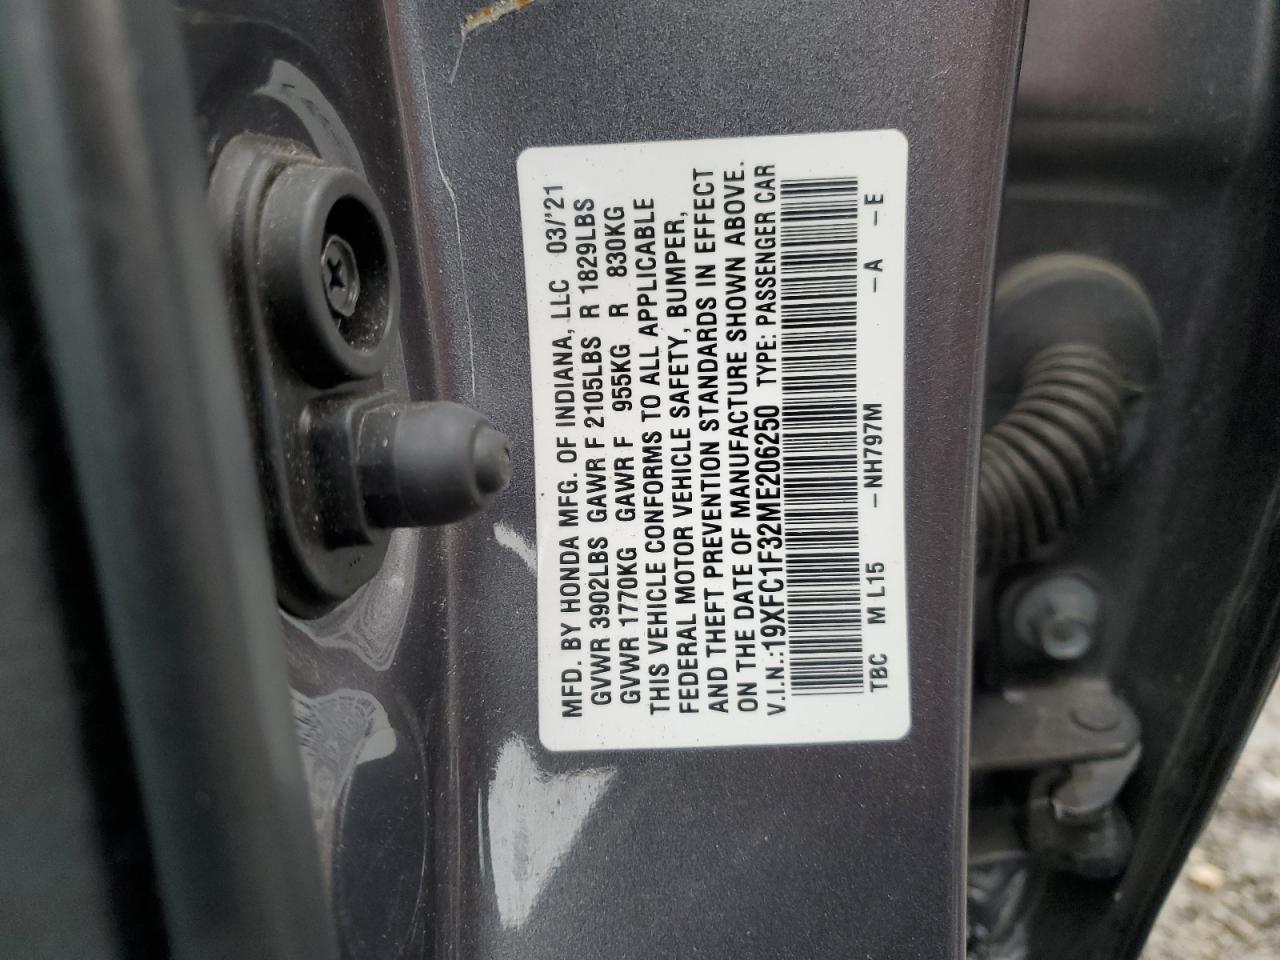 MFD. BY HONDA MFG. OF INDIANA, LLC 03/'21
GVWR 3902LBS GAWR F 2105LBS R 1829LBS
GVWR 1770KG GAWR F 955KG R 830KG
THIS VEHICLE CONFORMS TO ALL APPLICABLE
FEDERAL MOTOR VEHICLE SAFETY, BUMPER,
AND THEFT PREVENTION STANDARDS IN EFFECT
ON THE DATE OF MANUFACTURE SHOWN ABOVE.
V.I.N.:19XFC1F32ME206250 TYPE: PASSENGER CAR
TBC M L15 -NH797M -A -E